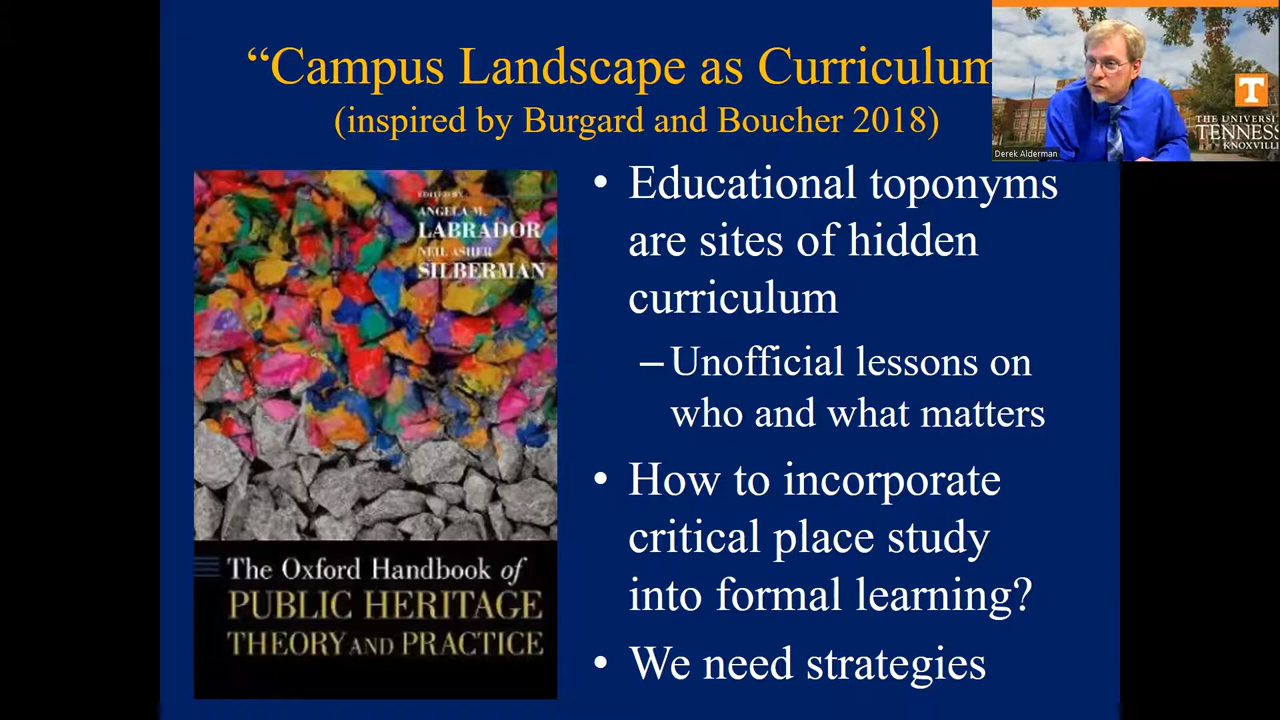 “Campus Landscape as Curriculum
(inspired by Burgard and Boucher 2018)
T
THE UNIVERSI
TENNESS
KNOXVILL
Derek Alderman
EDITED BY
ANGELA M.
LABRADOR
NEIL ASHER
SILBERMAN
The Oxford Handbook of
PUBLIC HERITAGE
THEORY AND PRACTICE
• Educational toponyms
are sites of hidden
curriculum
– Unofficial lessons on
who and what matters
• How to incorporate
critical place study
into formal learning?
• We need strategies